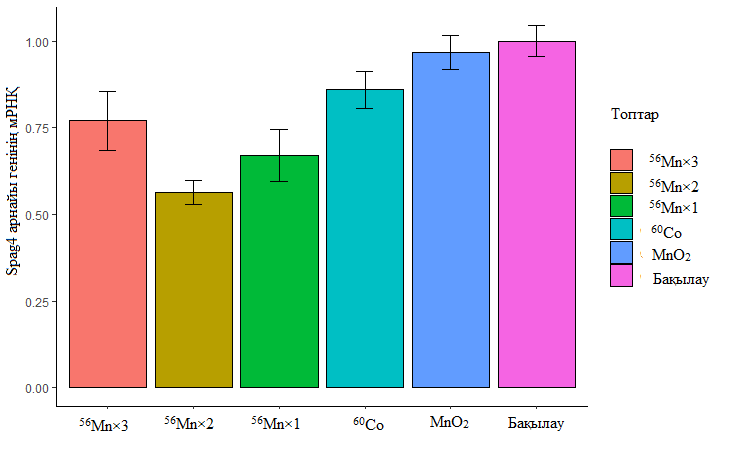 Spag4 арнайы генінің мРНҚ
1.00
0.75
0.50
0.25
0.00
⁵⁶Mn×3 ⁵⁶Mn×2 ⁵⁶Mn×1 ⁶⁰Co MnO₂ Бақылау
Топтар
⁵⁶Mn×3
⁵⁶Mn×2
⁵⁶Mn×1
⁶⁰Co
MnO₂
Бақылау